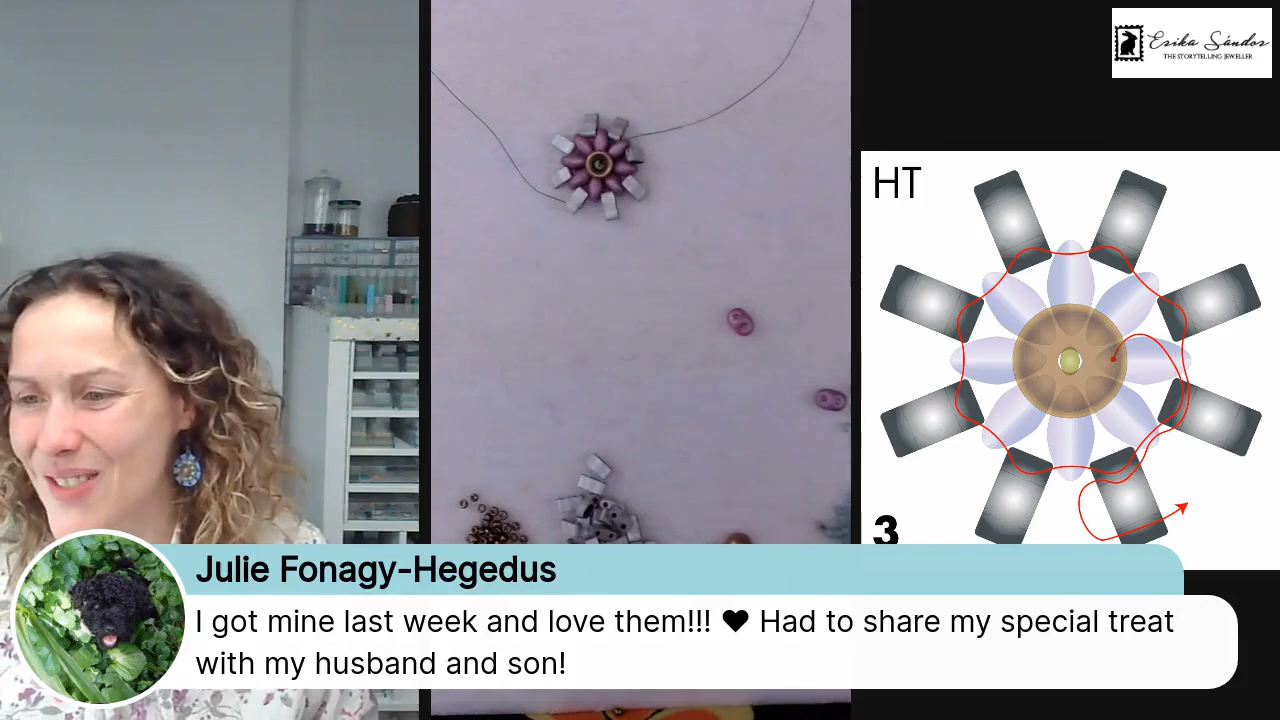 Erika Sándor
THE STORYTELLING JEWELLER
HT
3
Julie Fonagy-Hegedus
I got mine last week and love them!!! ♥ Had to share my special treat
with my husband and son!